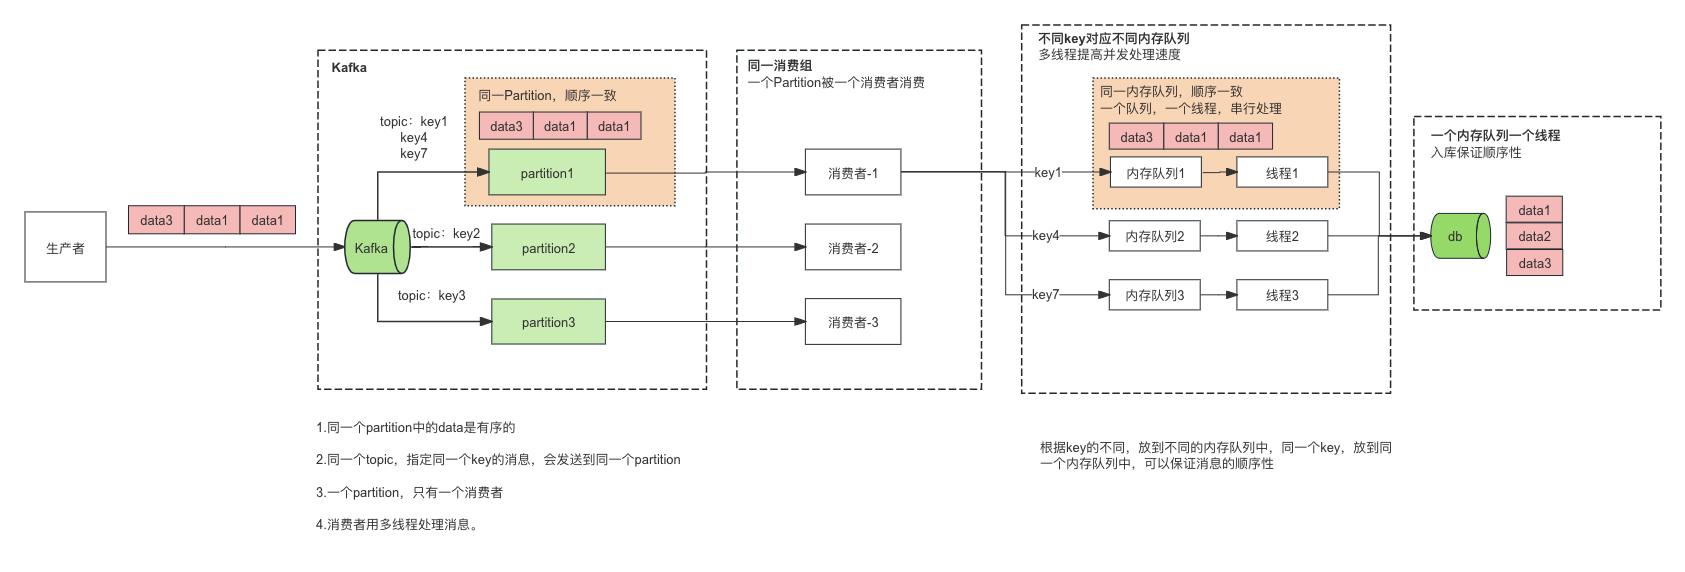 生产者
data3 data1 data1
Kafka
同一Partition，顺序一致
data3 data1 data1
topic：key1
key4
key7
partition1
Kafka
topic：key2
partition2
topic：key3
partition3
同一消费组
一个Partition被一个消费者消费
消费者-1
消费者-2
消费者-3
不同key对应不同内存队列
多线程提高并发处理速度
同一内存队列，顺序一致
一个队列，一个线程，串行处理
data3 data1 data1
key1
内存队列1
线程1
key4
内存队列2
线程2
key7
内存队列3
线程3
一个内存队列一个线程
入库保证顺序性
db
data1
data2
data3
1.同一个partition中的data是有序的
2.同一个topic，指定同一个key的消息，会发送到同一个partition
3.一个partition，只有一个消费者
4.消费者用多线程处理消息。
根据key的不同，放到不同的内存队列中，同一个key，放到同
一个内存队列中，可以保证消息的顺序性